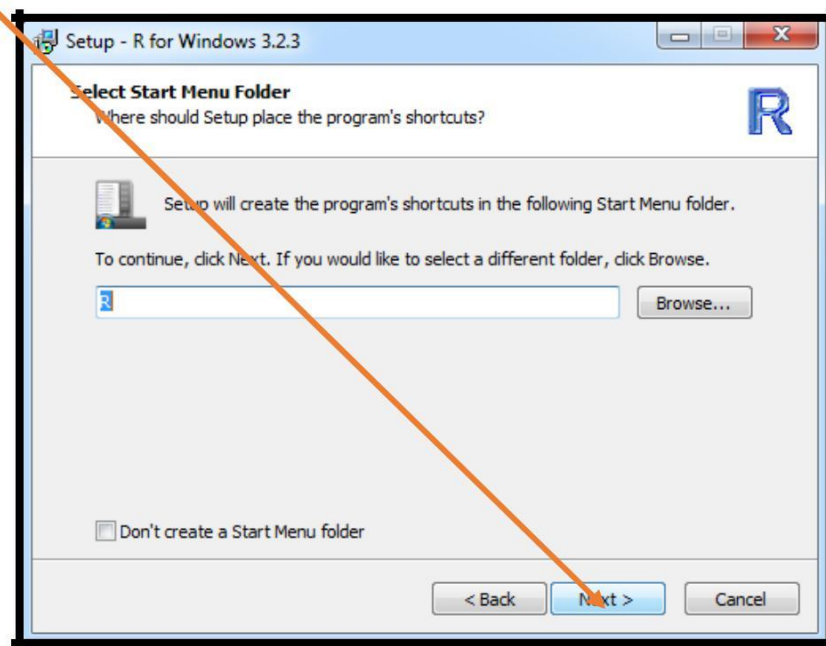 Setup - R for Windows 3.2.3
Select Start Menu Folder
Where should Setup place the program's shortcuts?
R
Setup will create the program's shortcuts in the following Start Menu folder.
To continue, click Next. If you would like to select a different folder, click Browse.
R
Browse...
Don't create a Start Menu folder
< Back
Next >
Cancel